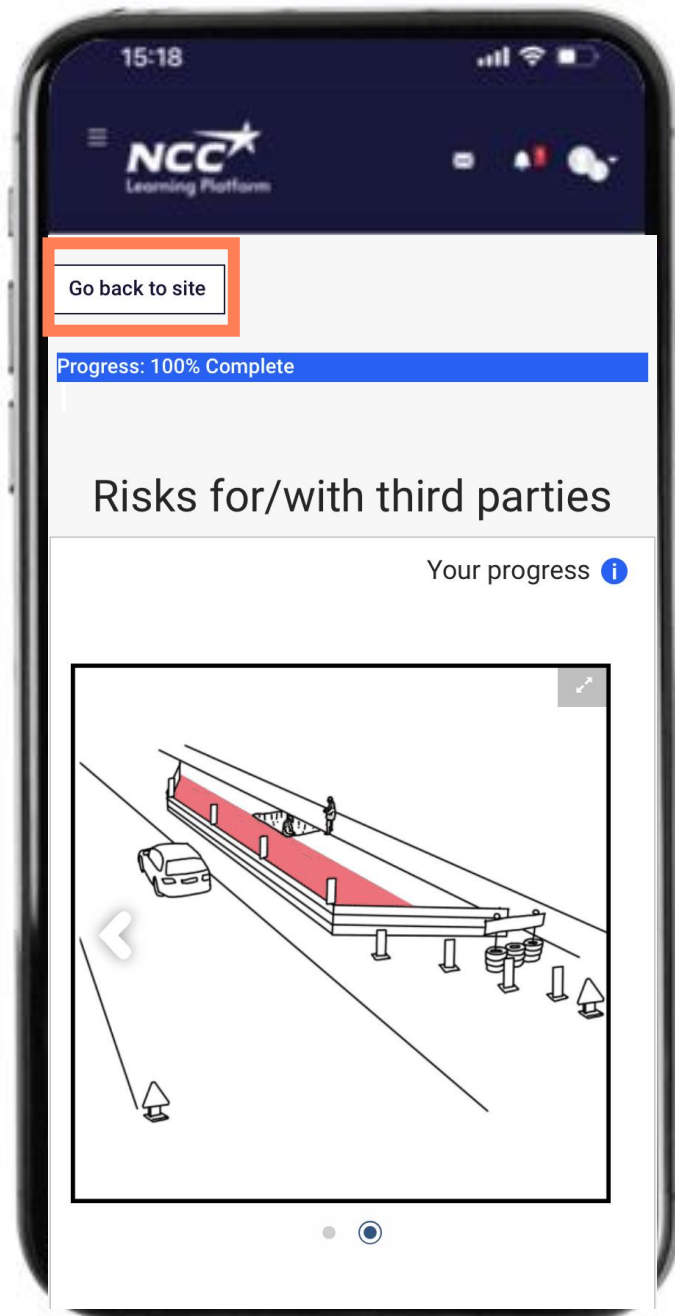 15:18
NCC
Learning Platform
Go back to site
Progress: 100% Complete
Risks for/with third parties
Your progress